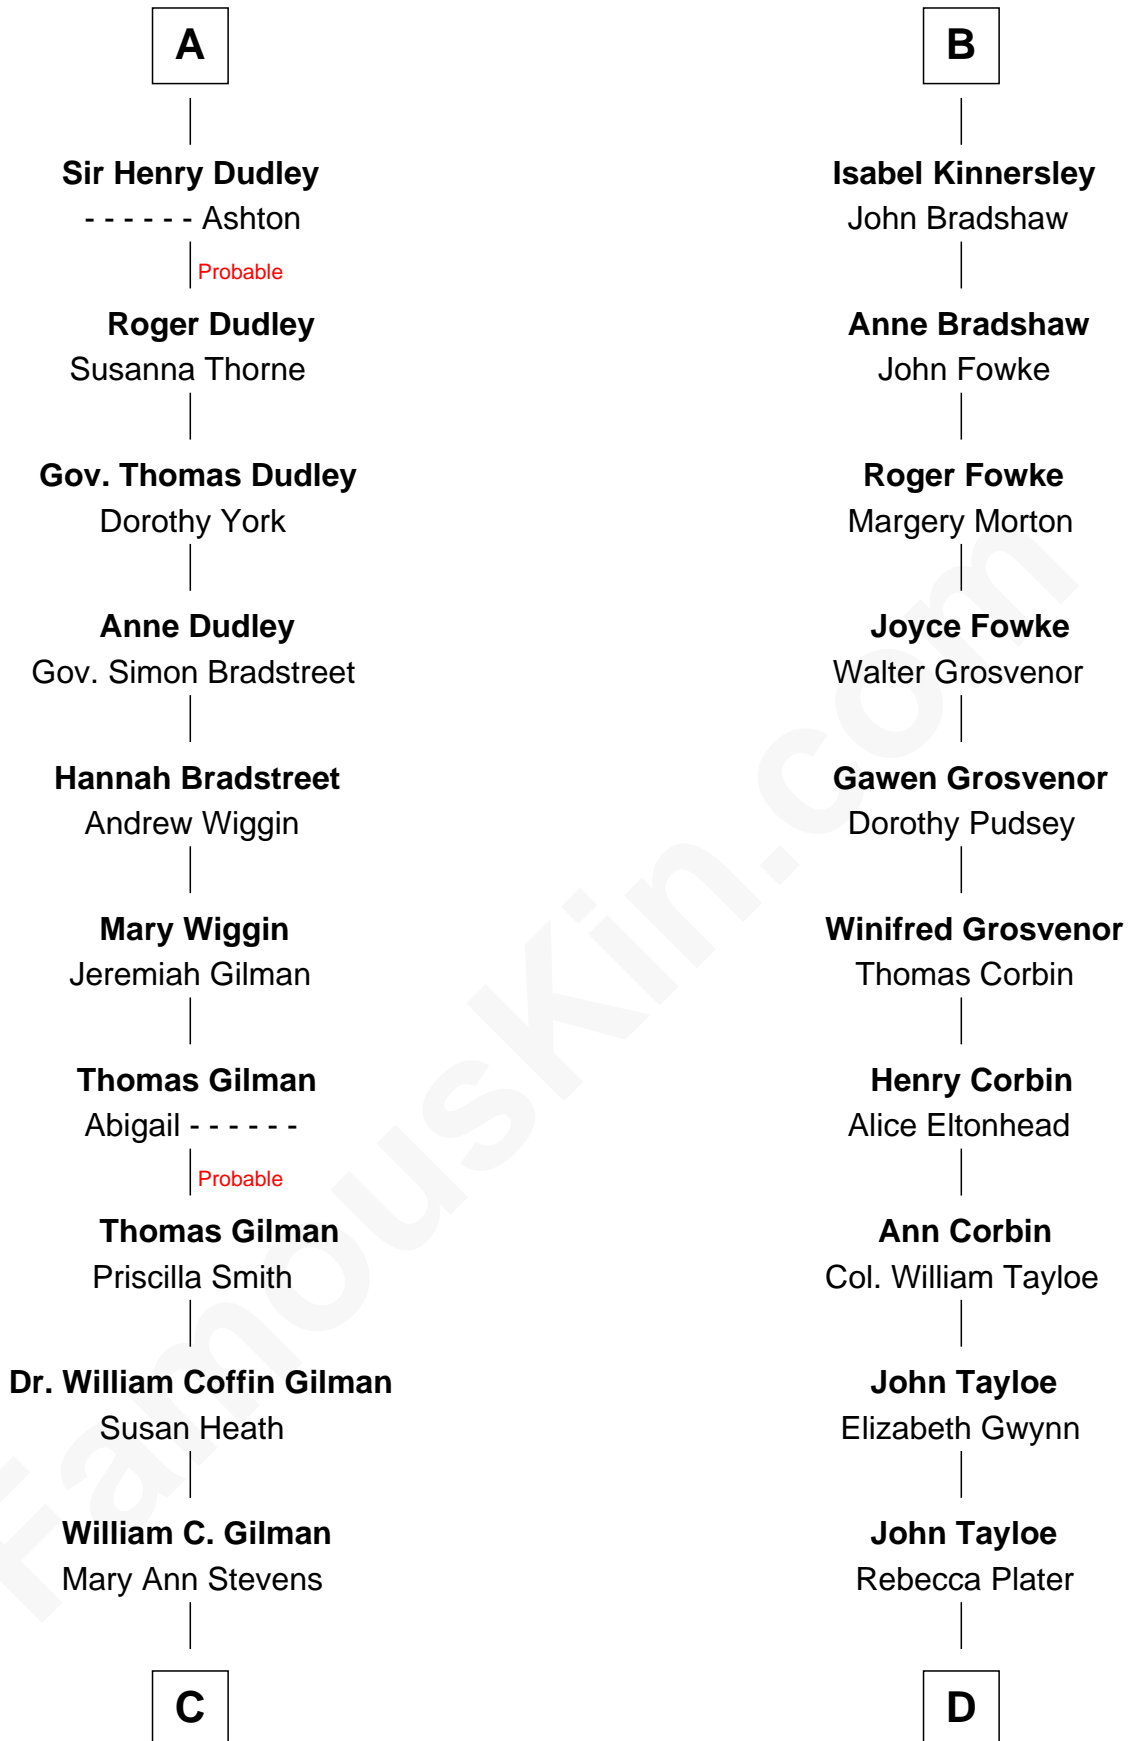 A
Sir Henry Dudley
- - - - - - Ashton
Probable
Roger Dudley
Susanna Thorne
Gov. Thomas Dudley
Dorothy York
Anne Dudley
Gov. Simon Bradstreet
Hannah Bradstreet
Andrew Wiggin
Mary Wiggin
Jeremiah Gilman
Thomas Gilman
Abigail - - - - - -
Probable
Thomas Gilman
Priscilla Smith
Dr. William Coffin Gilman
Susan Heath
William C. Gilman
Mary Ann Stevens
C
B
Isabel Kinnersley
John Bradshaw
Anne Bradshaw
John Fowke
Roger Fowke
Margery Morton
Joyce Fowke
Walter Grosvenor
Gawen Grosvenor
Dorothy Pudsey
Winifred Grosvenor
Thomas Corbin
Henry Corbin
Alice Eltonhead
Ann Corbin
Col. William Tayloe
John Tayloe
Elizabeth Gwynn
John Tayloe
Rebecca Plater
D
FamousKin.com